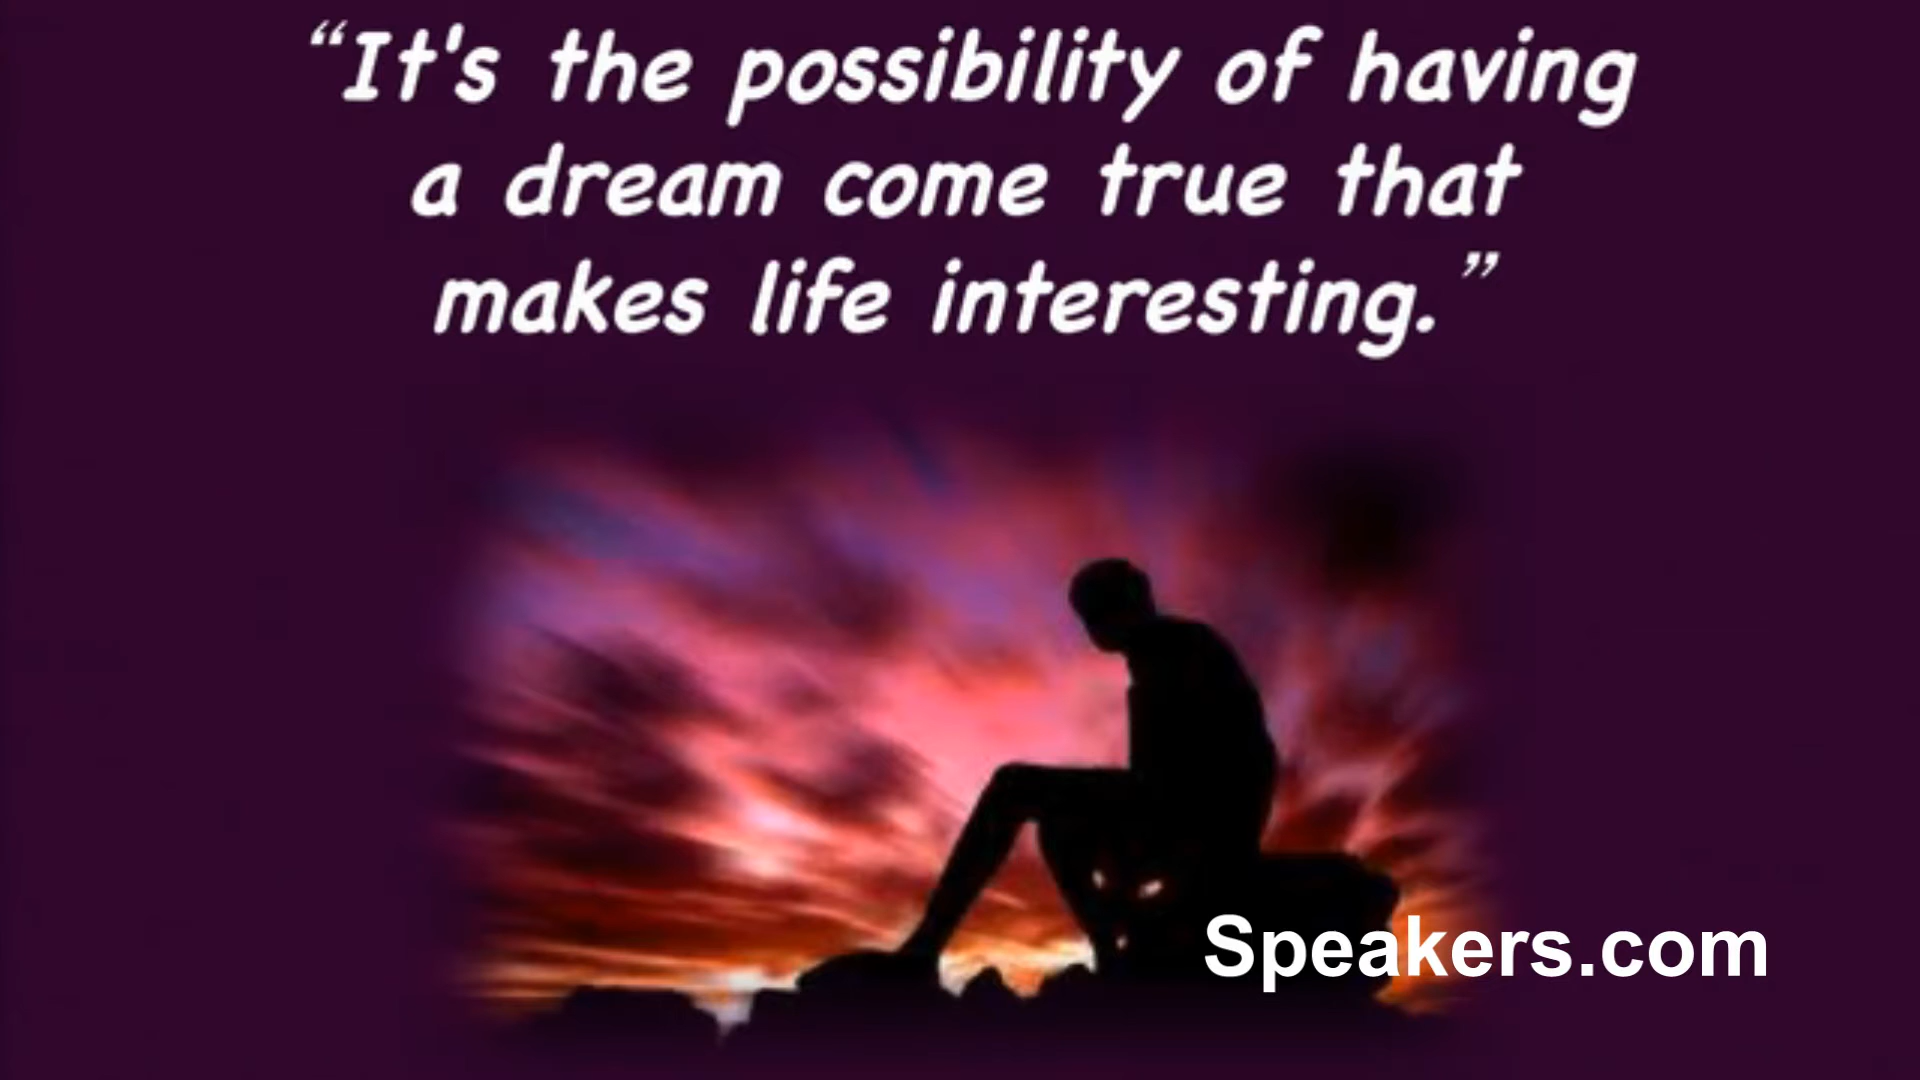 “It's the possibility of having
a dream come true that
makes life interesting.”
Speakers.com